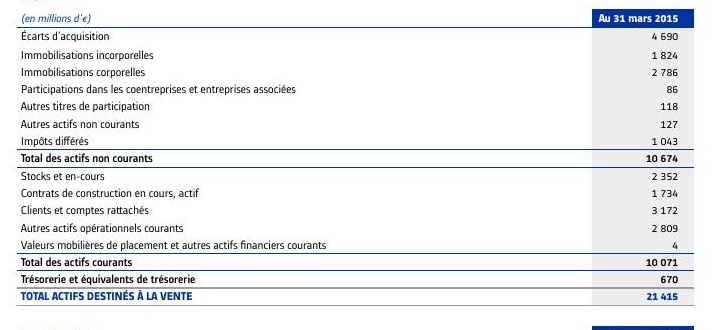 (en millions d'€) Au 31 mars 2015
Écarts d'acquisition 4 690
Immobilisations incorporelles 1 824
Immobilisations corporelles 2 786
Participations dans les coentreprises et entreprises associées 86
Autres titres de participation 118
Autres actifs non courants 127
Impôts différés 1 043
Total des actifs non courants 10 674
Stocks et en-cours 2 352
Contrats de construction en cours, actif 1 734
Clients et comptes rattachés 3 172
Autres actifs opérationnels courants 2 809
Valeurs mobilières de placement et autres actifs financiers courants 4
Total des actifs courants 10 071
Trésorerie et équivalents de trésorerie 670
TOTAL ACTIFS DESTINÉS À LA VENTE 21 415